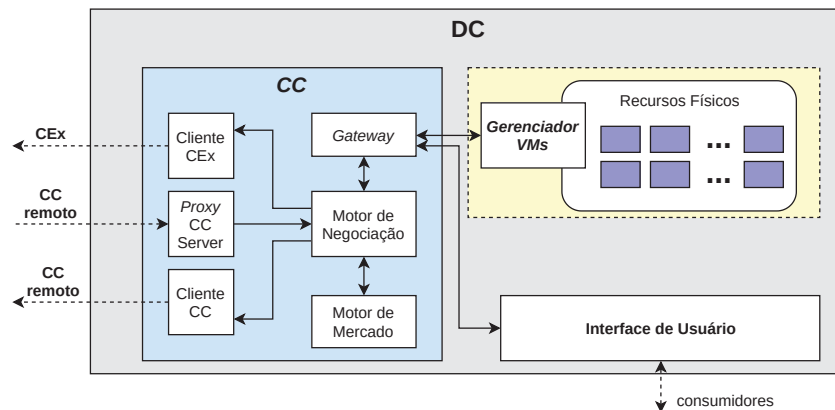 DC
CC
CEx
Cliente
CEx
Gateway
Gerenciador
VMs
Recursos Físicos
...
...
CC
remoto
Proxy
CC
Server
Motor de
Negociação
CC
remoto
Cliente
CC
Motor de
Mercado
Interface de Usuário
consumidores